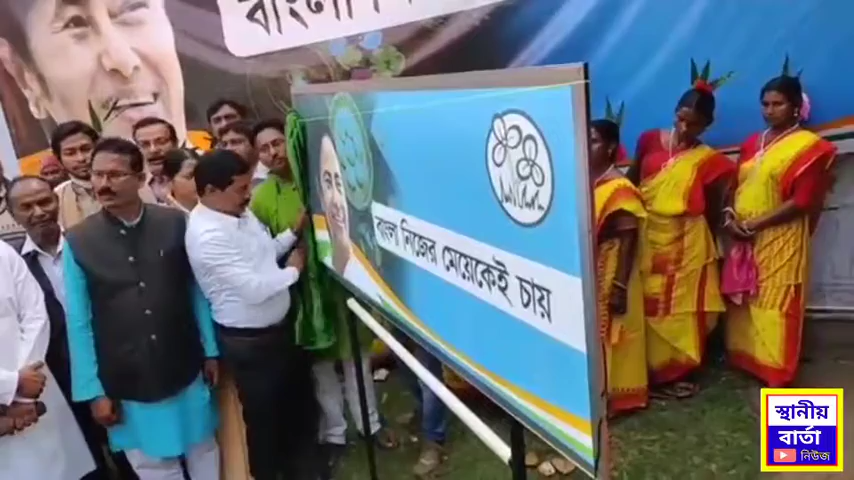 বাংলা
বাংলা নিজের মেয়েকেই চায়
স্থানীয়
বার্তা
নিউজ